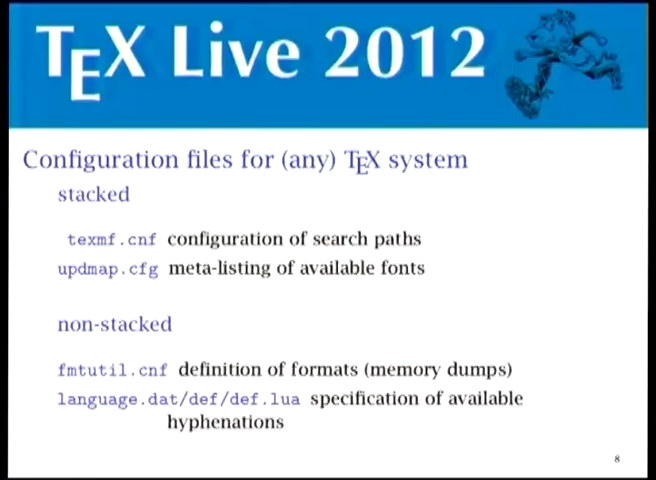 TEX Live 2012
Configuration files for (any) TEX system
stacked
texmf.cnf configuration of search paths
updmap.cfg meta-listing of available fonts
non-stacked
fmtutil.cnf definition of formats (memory dumps)
language.dat/def/def.lua specification of available
hyphenations
8